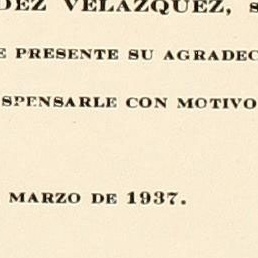 DEZ VELAZQUEZ, S
E PRESENTE SU AGRADEC
SPENSARLE CON MOTIVO
MARZO DE 1937.